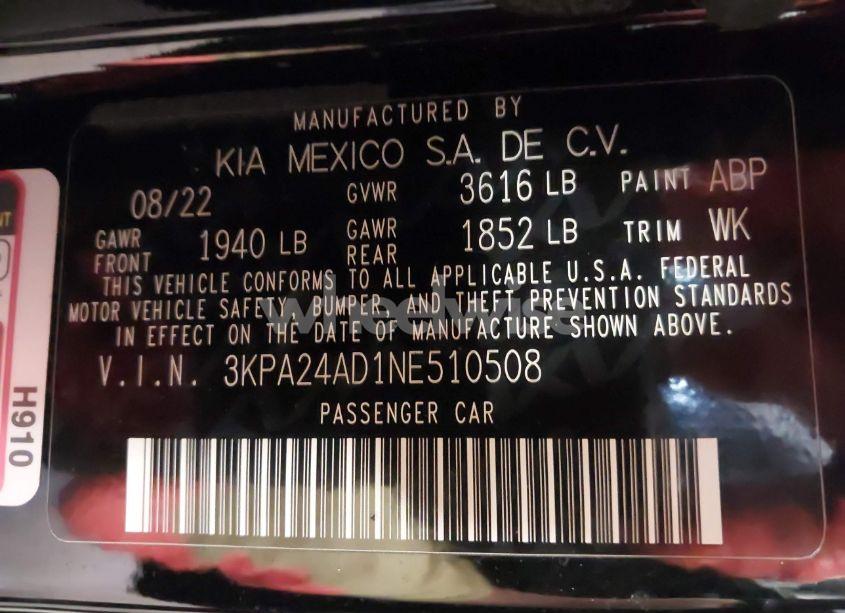 MANUFACTURED BY
KIA MEXICO S.A. DE C.V.
08/22 GVWR 3616 LB PAINT ABP
GAWR FRONT 1940 LB GAWR REAR 1852 LB TRIM WK
THIS VEHICLE CONFORMS TO ALL APPLICABLE U.S.A. FEDERAL
MOTOR VEHICLE SAFETY, BUMPER, AND THEFT PREVENTION STANDARDS
IN EFFECT ON THE DATE OF MANUFACTURE SHOWN ABOVE.
V.I.N. 3KPA24AD1NE510508
PASSENGER CAR
H910
wheelwise